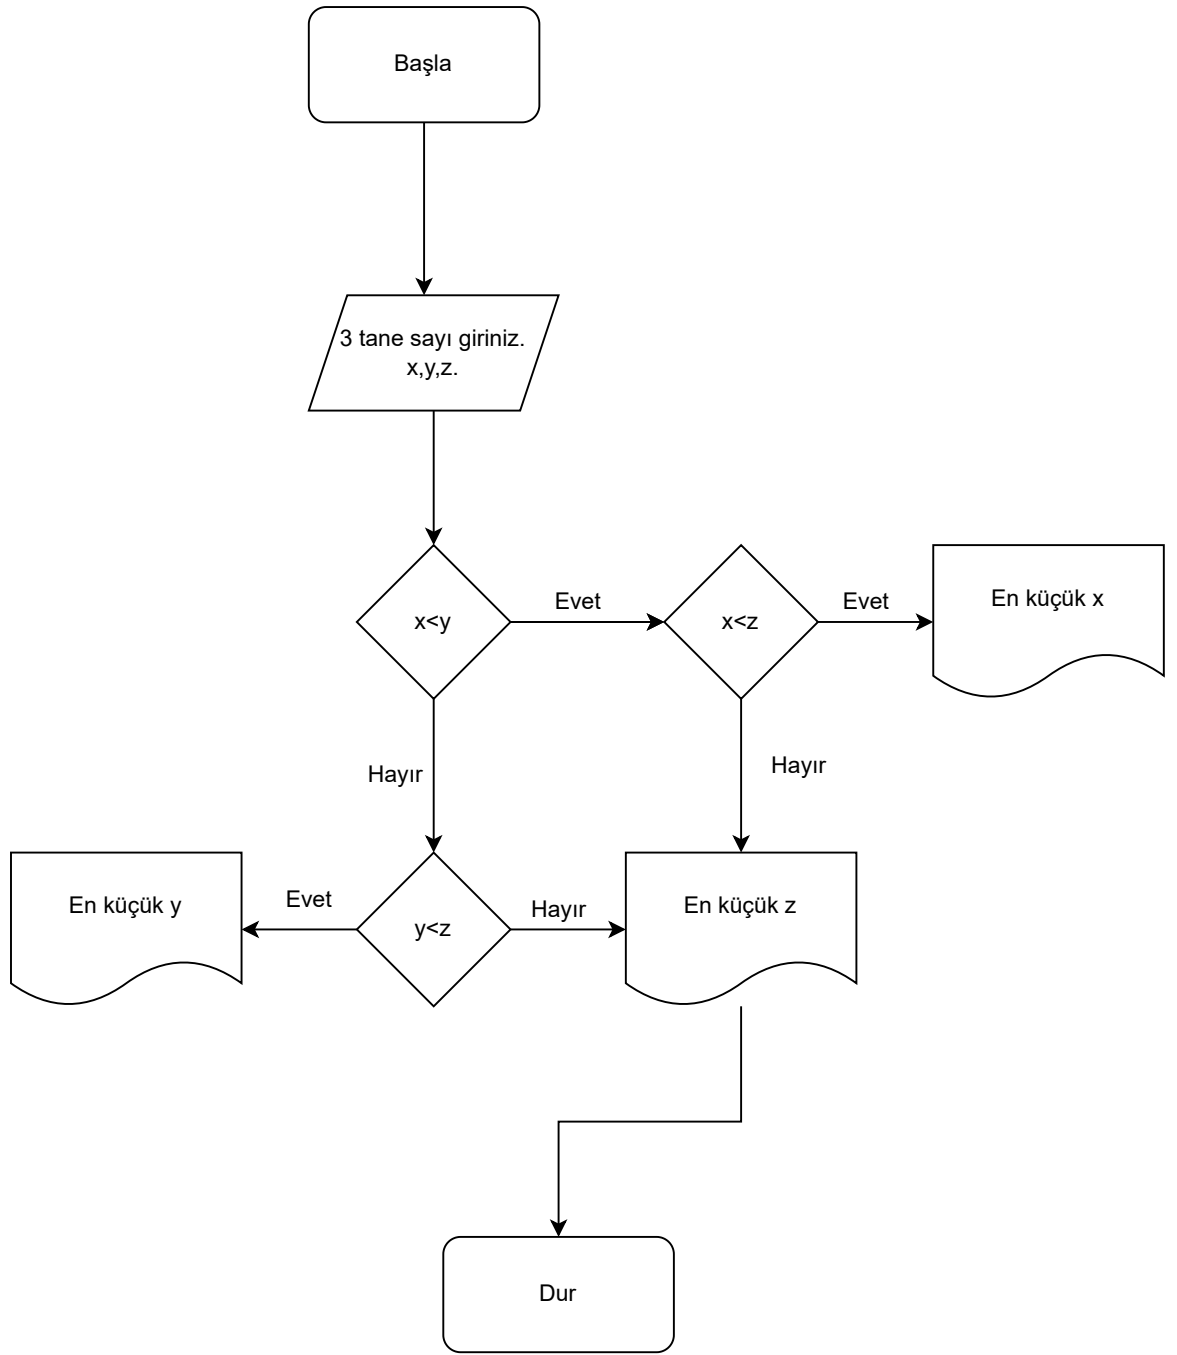 Başla
3 tane sayı giriniz.
x,y,z.
x<y
Evet
x<z
Evet
En küçük x
Hayır
Hayır
En küçük y
Evet
y<z
Hayır
En küçük z
Dur